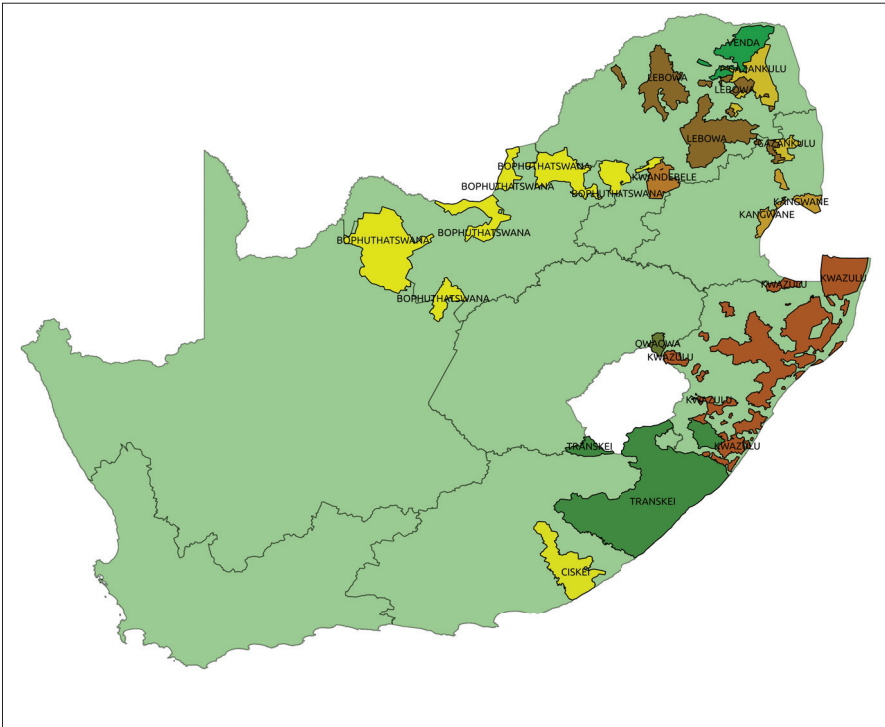 VENDA
GAZANKULU
LEBOWA
LEBOWA
LEBOWA
GAZANKULU
BOPHUTHATSWANA
KWANDEBELE
BOPHUTHATSWANA
BOPHUTHATSWANA
KANGWANE
KANGWANE
BOPHUTHATSWANA
BOPHUTHATSWANA
KWAZULU
KWAZULU
BOPHUTHATSWANA
QWAQWA
KWAZULU
KWAZULU
TRANSKEI
KWAZULU
TRANSKEI
CISKEI